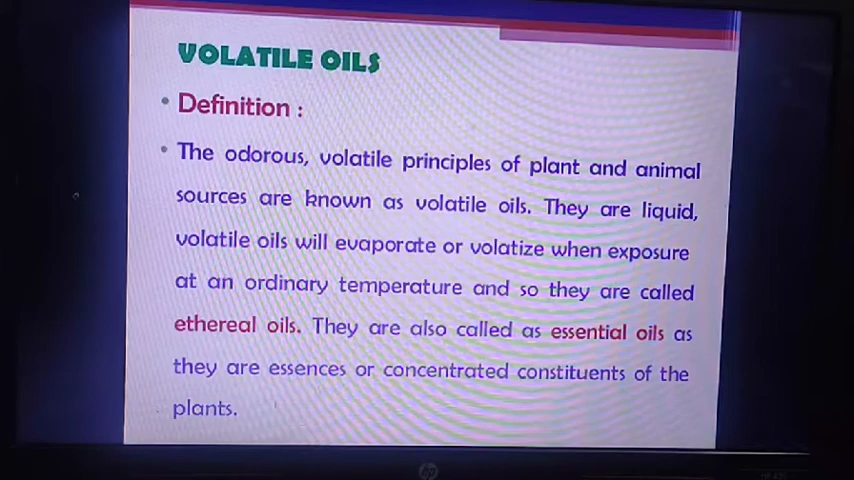 VOLATILE OILS
• Definition :
• The odorous, volatile principles of plant and animal
sources are known as volatile oils. They are liquid,
volatile oils will evaporate or volatize when exposure
at an ordinary temperature and so they are called
ethereal oils. They are also called as essential oils as
they are essences or concentrated constituents of the
plants.
hp